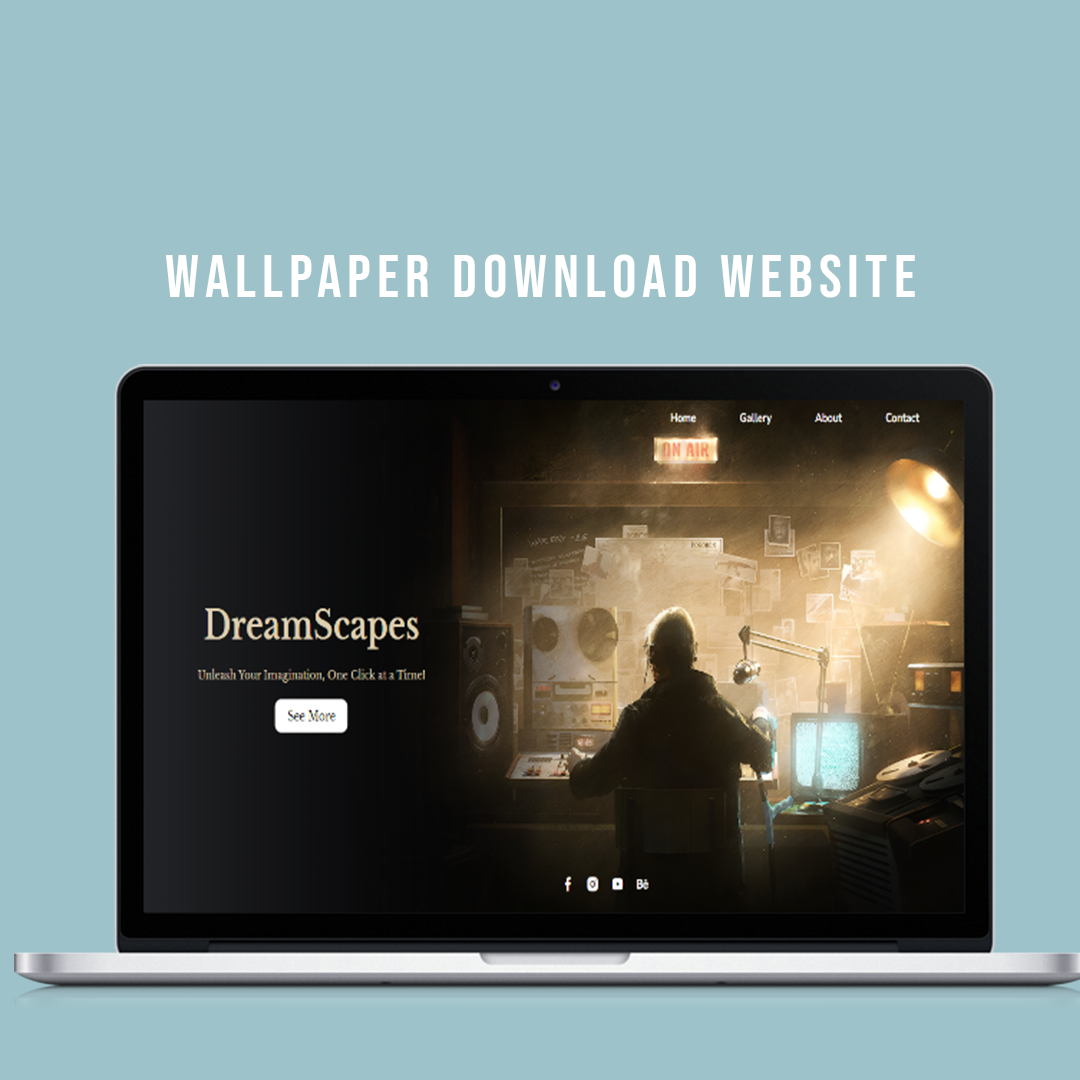 WALLPAPER DOWNLOAD WEBSITE
Home Gallery About Contact
ON AIR
DreamScapes
Unleash Your Imagination, One Click at a Time!
See More
Bē